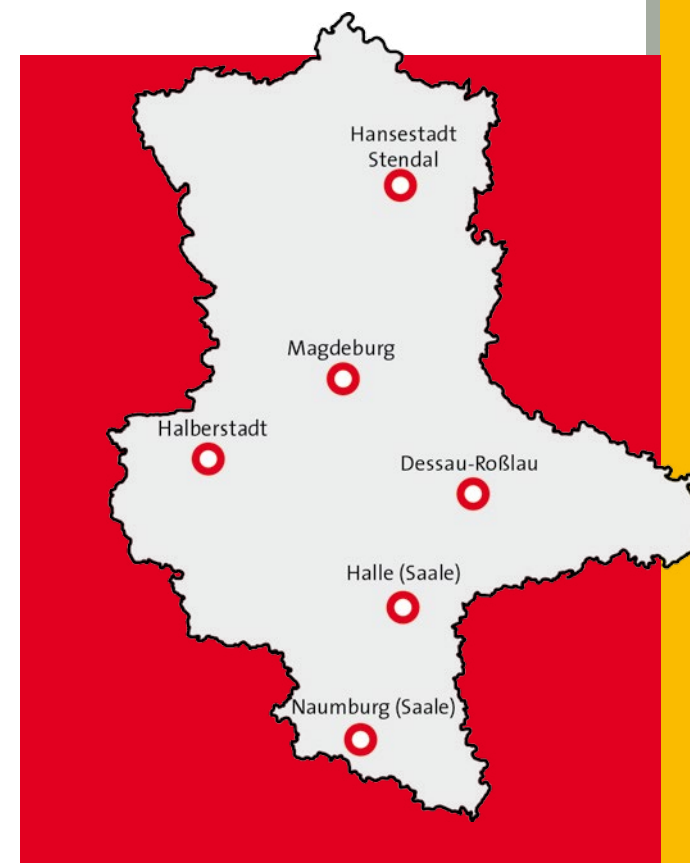 Hansestadt
Stendal
Magdeburg
Halberstadt
Dessau-Roßlau
Halle (Saale)
Naumburg (Saale)